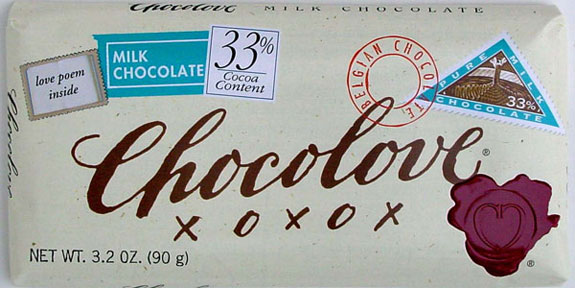 Chocolove MILK CHOCOLATE
love poem
inside
MILK
CHOCOLATE
33%
Cocoa
Content
BELGIAN CHOCOLATE
PURE MILK
33%
CHOCOLATE
Chocolove
Chocolove®
XOXOX
NET WT. 3.2 OZ. (90 g)
®